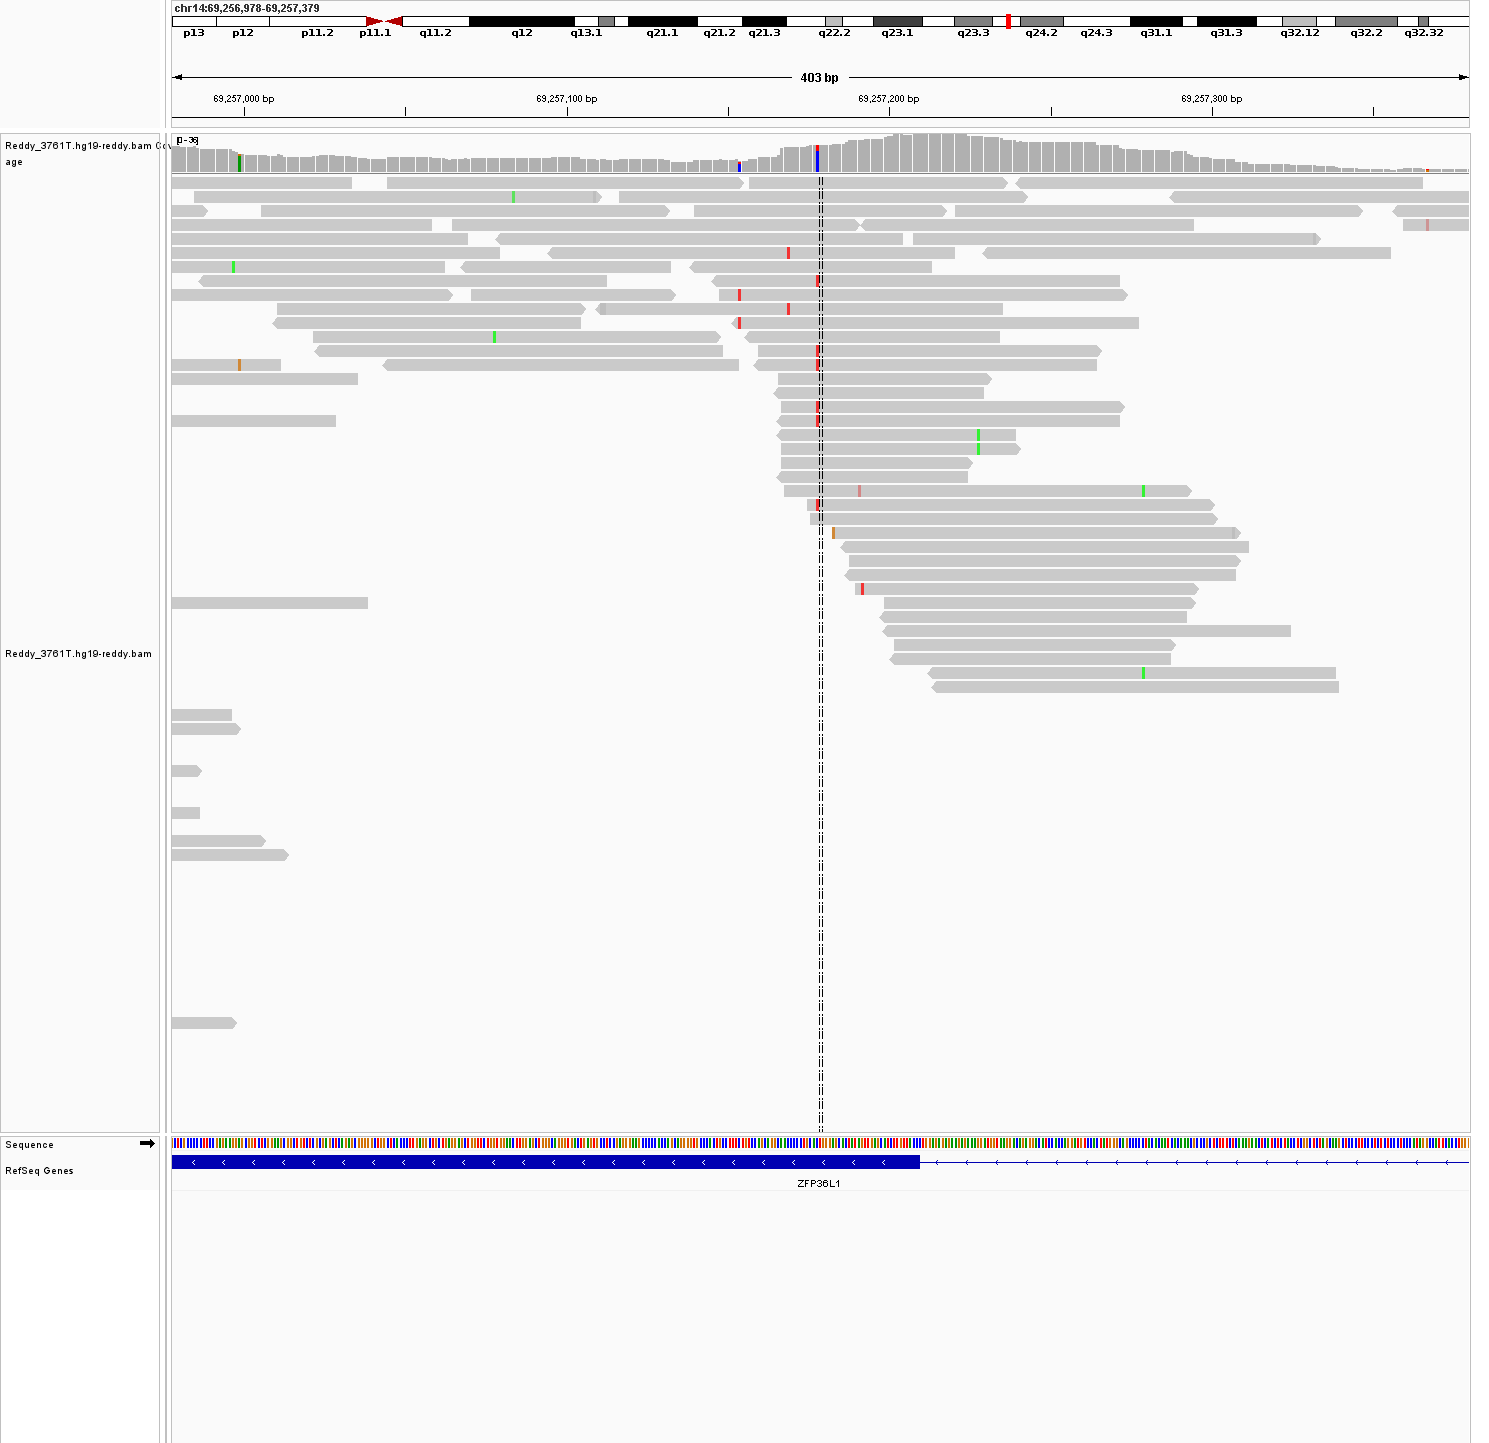 chr14:69,256,978-69,257,379
p13 p12 p11.2 p11.1 q11.2 q12 q13.1 q21.1 q21.2 q21.3 q22.2 q23.1 q23.3 q24.2 q24.3 q31.1 q31.3 q32.12 q32.2 q32.32
403 bp
69,257,000 bp 69,257,100 bp 69,257,200 bp 69,257,300 bp
[0-36]
Reddy_3761T.hg19-reddy.bam Cov
age
Reddy_3761T.hg19-reddy.bam
Sequence
RefSeq Genes
ZFP36L1